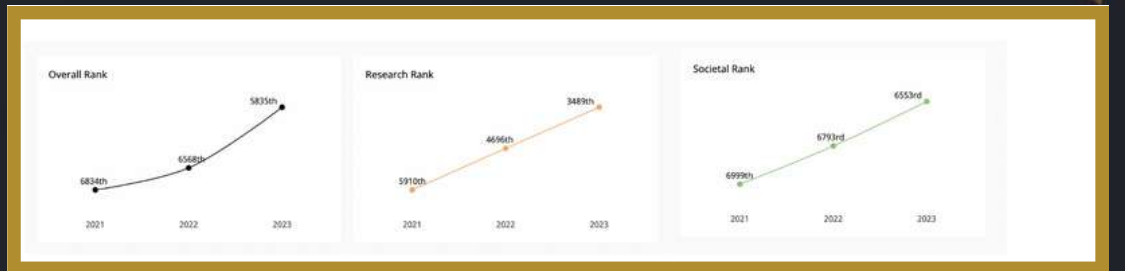 Overall Rank
5835th
6568th
6834th
2021 2022 2023
Research Rank
3489th
4696th
5910th
2021 2022 2023
Societal Rank
6553rd
6793rd
6999th
2021 2022 2023